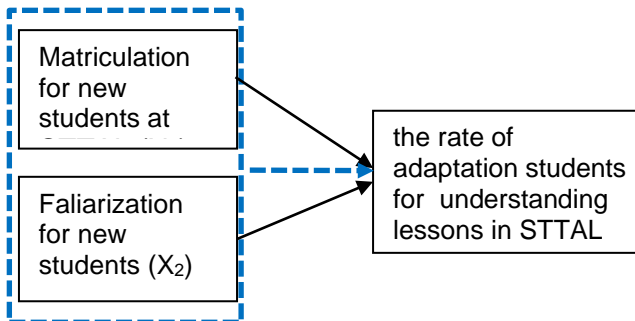 Matriculation
for new
students at
Faliarization
for new
students (X₂)
the rate of
adaptation students
for understanding
lessons in STTAL